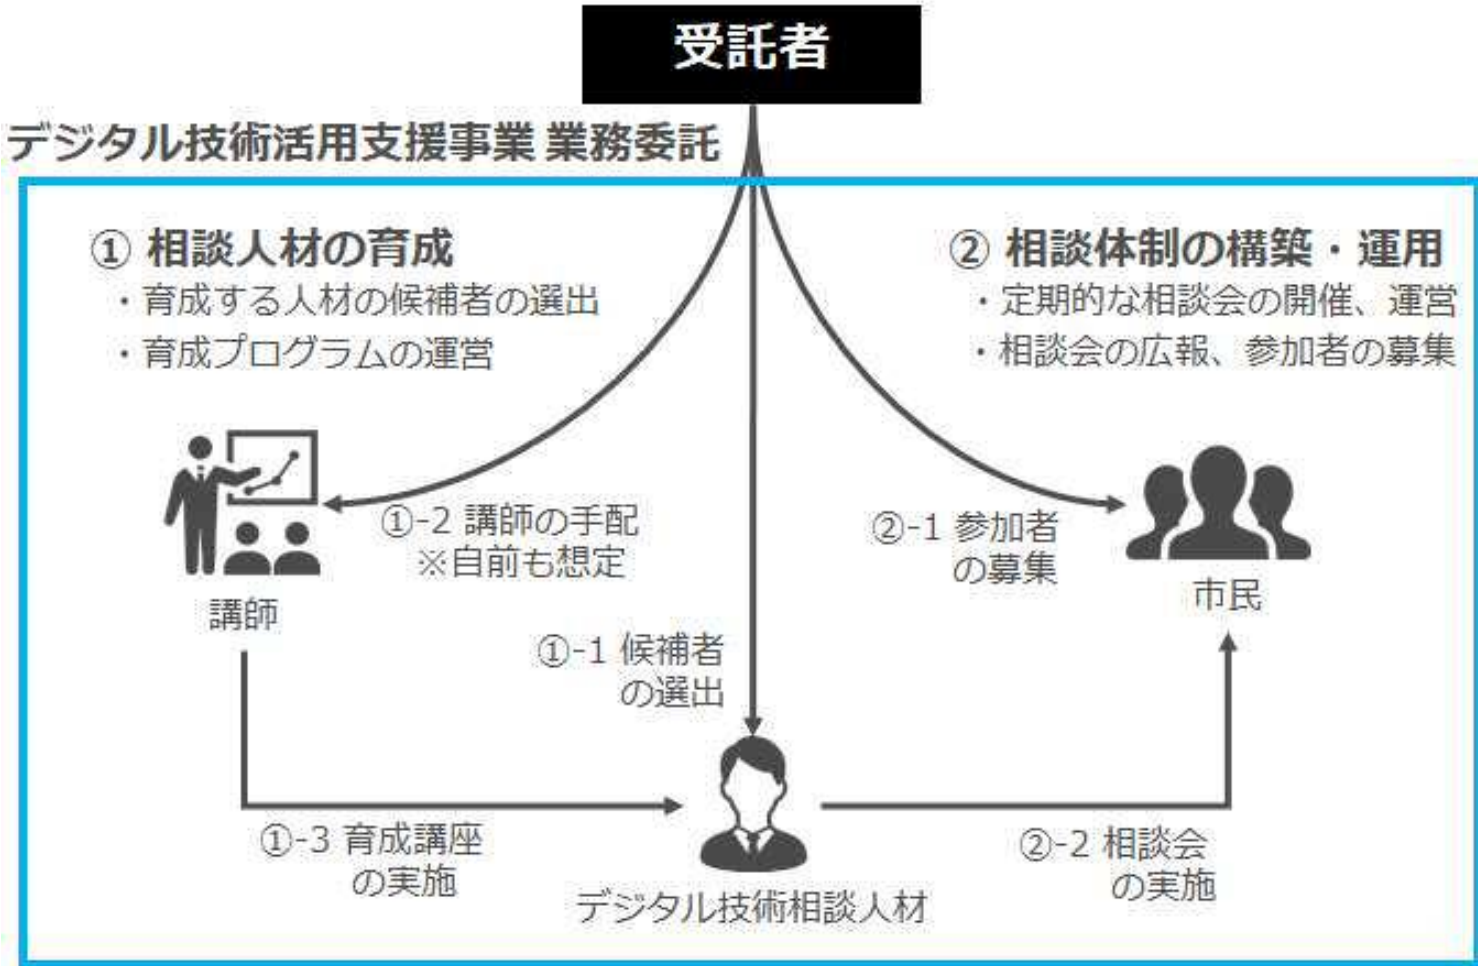 受託者
デジタル技術活用支援事業 業務委託
① 相談人材の育成
・育成する人材の候補者の選出
・育成プログラムの運営
② 相談体制の構築・運用
・定期的な相談会の開催、運営
・相談会の広報、参加者の募集
①-2 講師の手配
※自前も想定
講師
②-1 参加者
の募集
市民
①-1 候補者
の選出
①-3 育成講座
の実施
デジタル技術相談人材
②-2 相談会
の実施